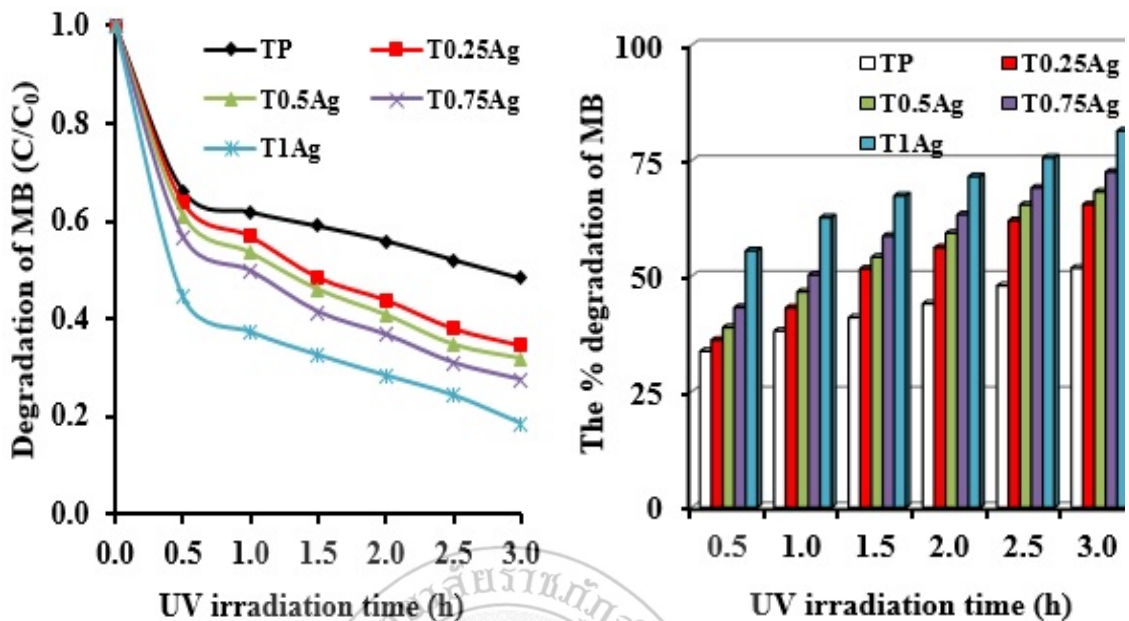 Degradation of MB (C/C₀)
1.0
0.8
0.6
0.4
0.2
0.0
TP
T0.25Ag
T0.5Ag
T0.75Ag
T1Ag
0.0 0.5 1.0 1.5 2.0 2.5 3.0
UV irradiation time (h)
The % degradation of MB
100
75
50
25
0
TP
T0.25Ag
T0.5Ag
T0.75Ag
T1Ag
0.5 1.0 1.5 2.0 2.5 3.0
UV irradiation time (h)